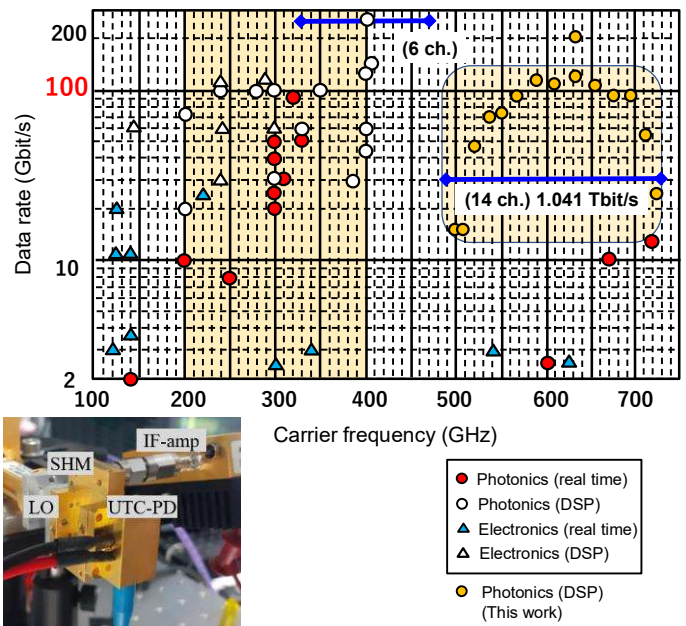 200
(6 ch.)
100
Data rate (Gbit/s)
(14 ch.) 1.041 Tbit/s
10
2
100 200 300 400 500 600 700
Carrier frequency (GHz)
IF-amp
SHM
LO
UTC-PD
Photonics (real time)
Photonics (DSP)
Electronics (real time)
Electronics (DSP)
Photonics (DSP)
(This work)